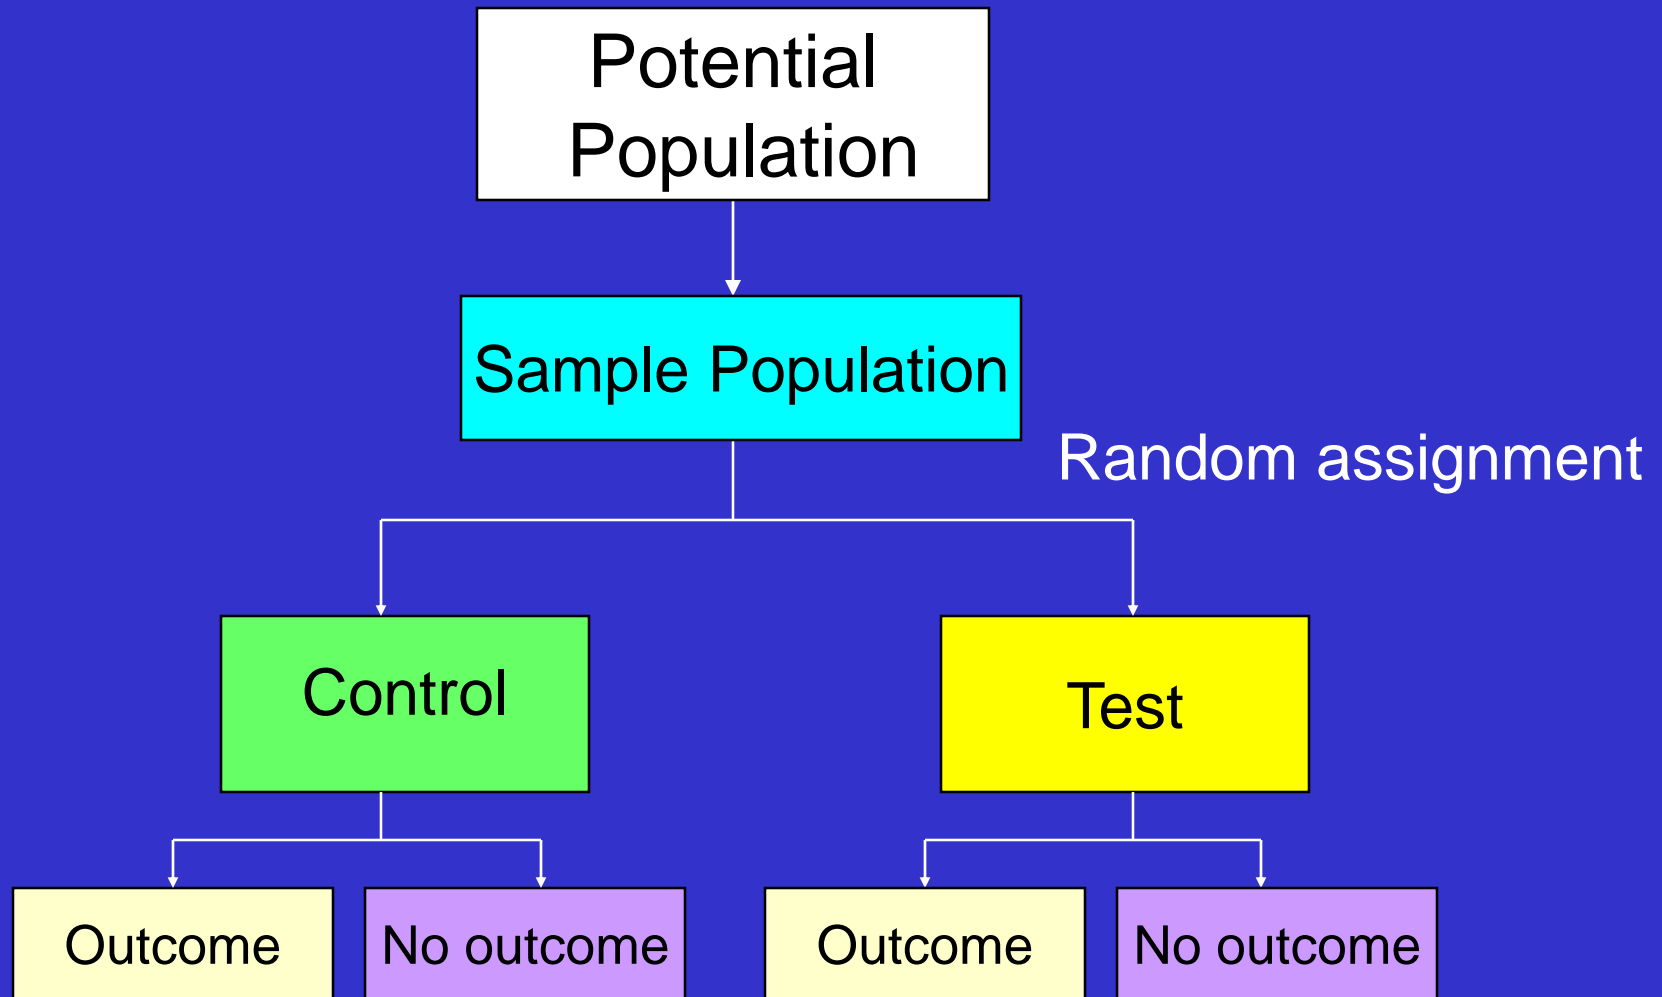 Potential
Population
Sample Population
Random assignment
Control
Test
Outcome
No outcome
Outcome
No outcome